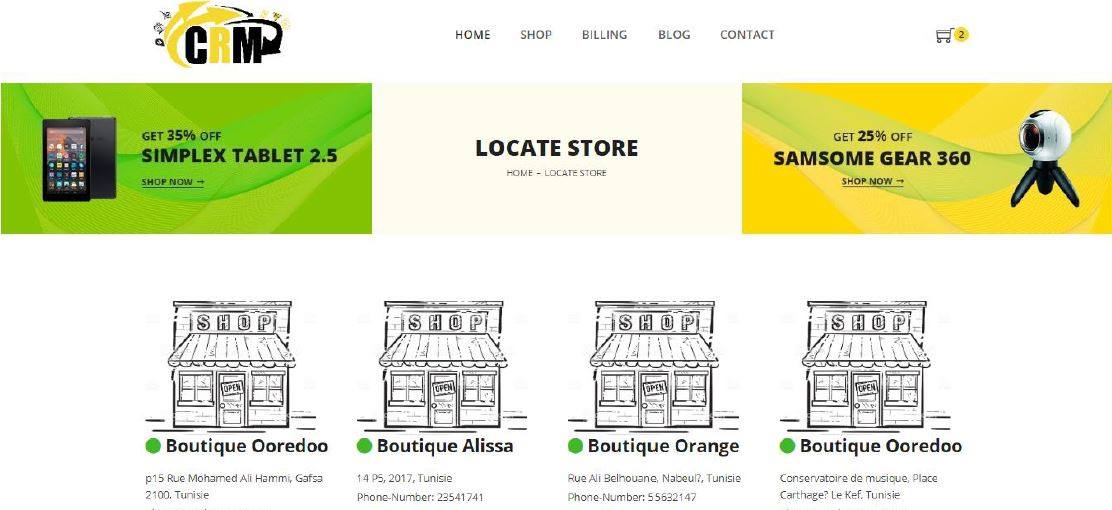 CRM
HOME SHOP BILLING BLOG CONTACT
2
GET 35% OFF
SIMPLEX TABLET 2.5
SHOP NOW →
LOCATE STORE
HOME – LOCATE STORE
GET 25% OFF
SAMSOME GEAR 360
SHOP NOW →
SHOP
OPEN
Boutique Ooredoo
p15 Rue Mohamed Ali Hammi, Gafsa
2100, Tunisie
SHOP
OPEN
Boutique Alissa
14 P5, 2017, Tunisie
Phone-Number: 23541741
SHOP
OPEN
Boutique Orange
Rue Ali Belhouane, Nabeul?, Tunisie
Phone-Number: 55632147
SHOP
OPEN
Boutique Ooredoo
Conservatoire de musique, Place
Carthage? Le Kef, Tunisie